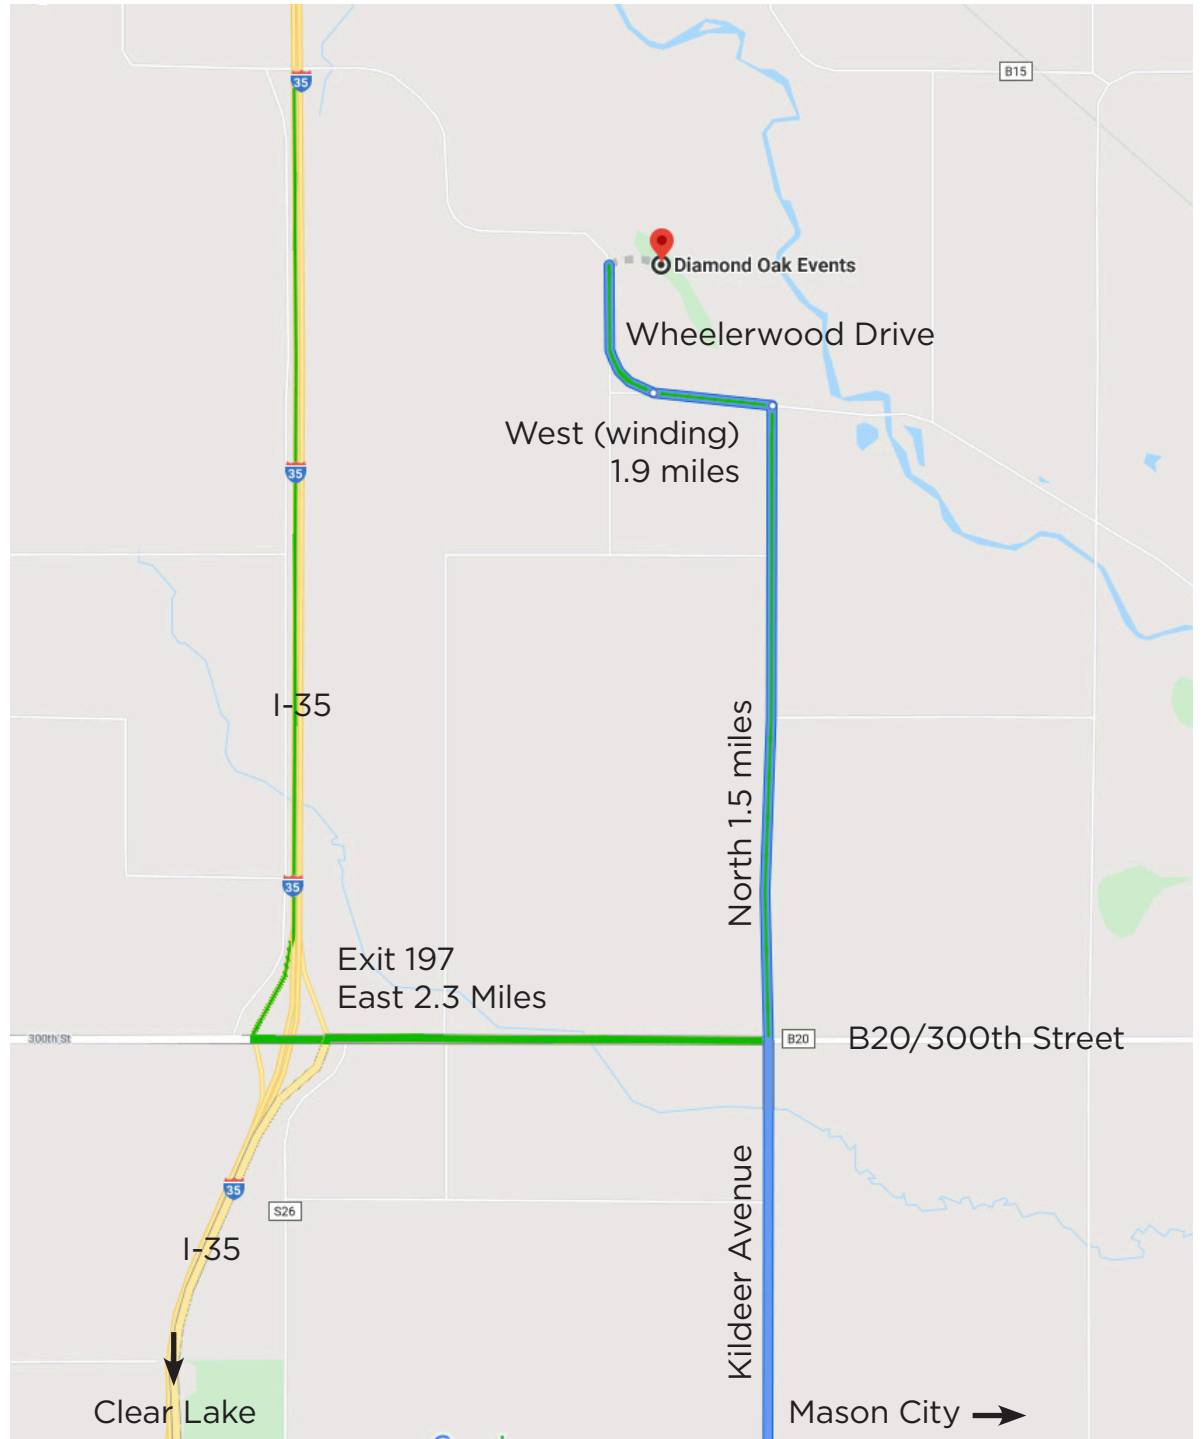 35
B15
Diamond Oak Events
Wheelerwood Drive
West (winding)
1.9 miles
35
I-35
North 1.5 miles
35
Exit 197
East 2.3 Miles
300th St
B20
B20/300th Street
35
S26
I-35
Kildeer Avenue
Clear Lake
Mason City